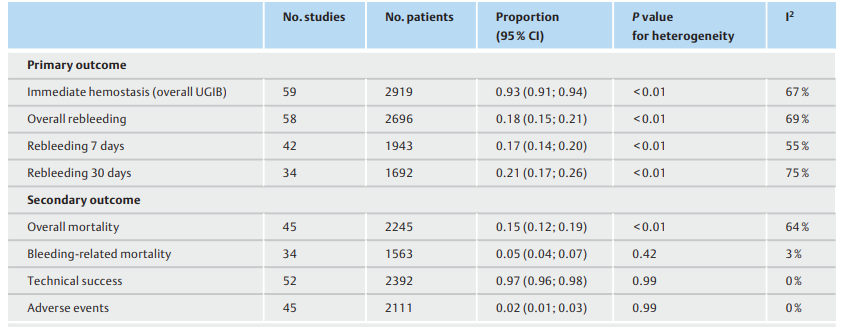 No. studies No. patients Proportion (95 % CI) P value for heterogeneity I²
Primary outcome
Immediate hemostasis (overall UGIB) 59 2919 0.93 (0.91; 0.94) <0.01 67 %
Overall rebleeding 58 2696 0.18 (0.15; 0.21) <0.01 69 %
Rebleeding 7 days 42 1943 0.17 (0.14; 0.20) <0.01 55 %
Rebleeding 30 days 34 1692 0.21 (0.17; 0.26) <0.01 75 %
Secondary outcome
Overall mortality 45 2245 0.15 (0.12; 0.19) <0.01 64 %
Bleeding-related mortality 34 1563 0.05 (0.04; 0.07) 0.42 3 %
Technical success 52 2392 0.97 (0.96; 0.98) 0.99 0 %
Adverse events 45 2111 0.02 (0.01; 0.03) 0.99 0 %